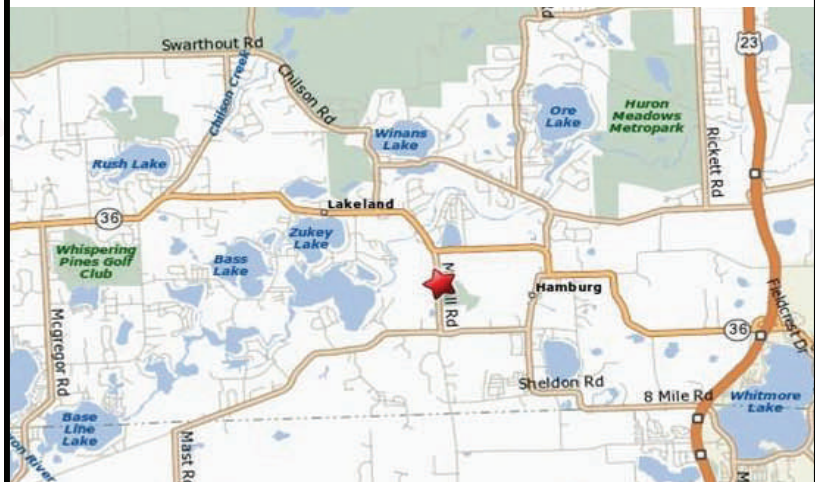 Swarthout Rd
23
Chilson Creek
Chilson Rd
Winans
Lake
Ore
Lake
Huron
Meadows
Metropark
Rickett Rd
Rush Lake
Lakeland
36
Zukey
Lake
Whispering
Pines Golf
Club
Bass
Lake
Hamburg
Rd
Fieldcrest Dr
36
Mcgregor Rd
Sheldon Rd
8 Mile Rd
Whitmore
Lake
Base
Line
Lake
Mast
River